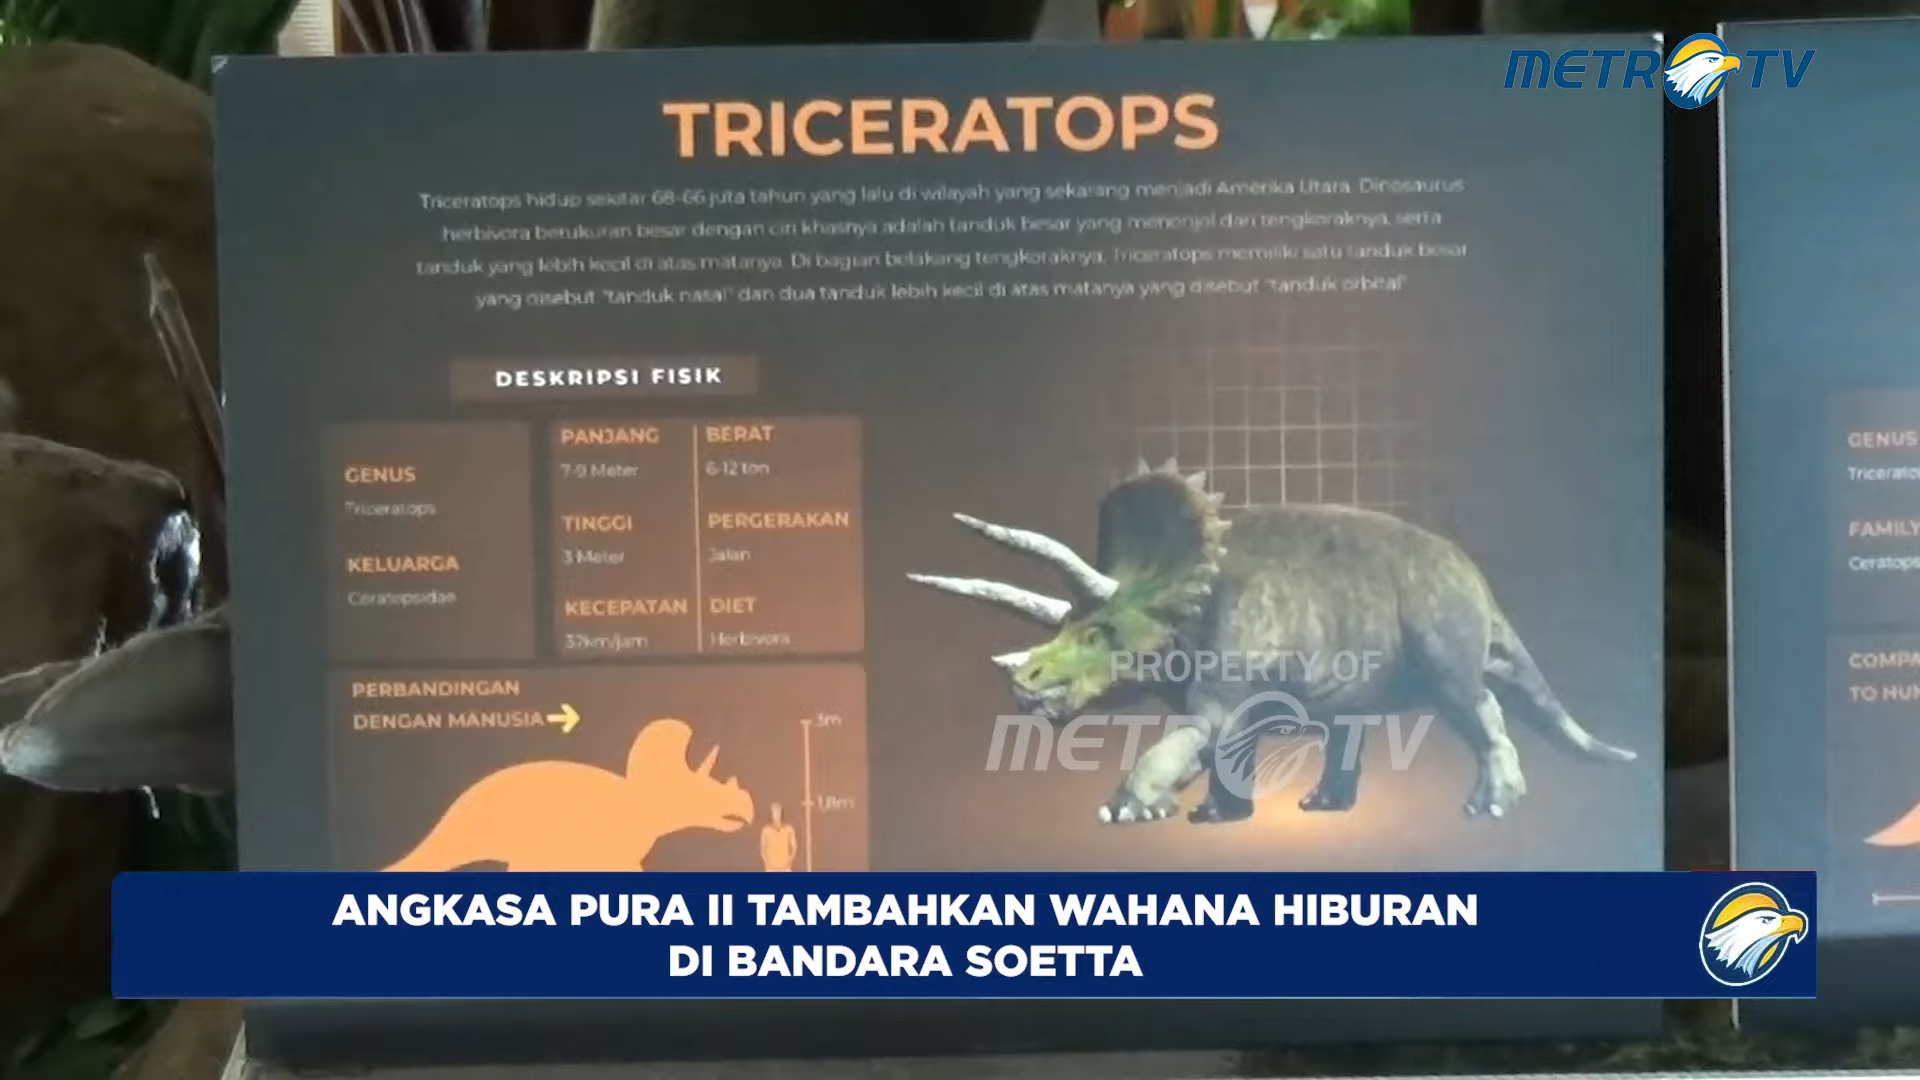 METRO TV
TRICERATOPS
Triceratops hidup sekitar 68-66 juta tahun yang lalu di wilayah yang sekarang menjadi Amerika Utara. Dinosaurus
herbivora berukuran besar dengan ciri khasnya adalah tanduk besar yang menonjol dari tengkoraknya, serta
tanduk yang lebih kecil di atas matanya. Di bagian belakang tengkoraknya, Triceratops memiliki satu tanduk besar
yang disebut "tanduk nasal" dan dua tanduk lebih kecil di atas matanya yang disebut "tanduk orbital"
DESKRIPSI FISIK
GENUS
Triceratops
KELUARGA
Ceratopsidae
PANJANG
7-9 Meter
TINGGI
3 Meter
KECEPATAN
32km/jam
BERAT
6-12 ton
PERGERAKAN
Jalan
DIET
Herbivora
PERBANDINGAN
DENGAN MANUSIA
3m
1,8m
PROPERTY OF
METRO TV
GENUS
FAMILY
ANGKASA PURA II TAMBAHKAN WAHANA HIBURAN
DI BANDARA SOETTA